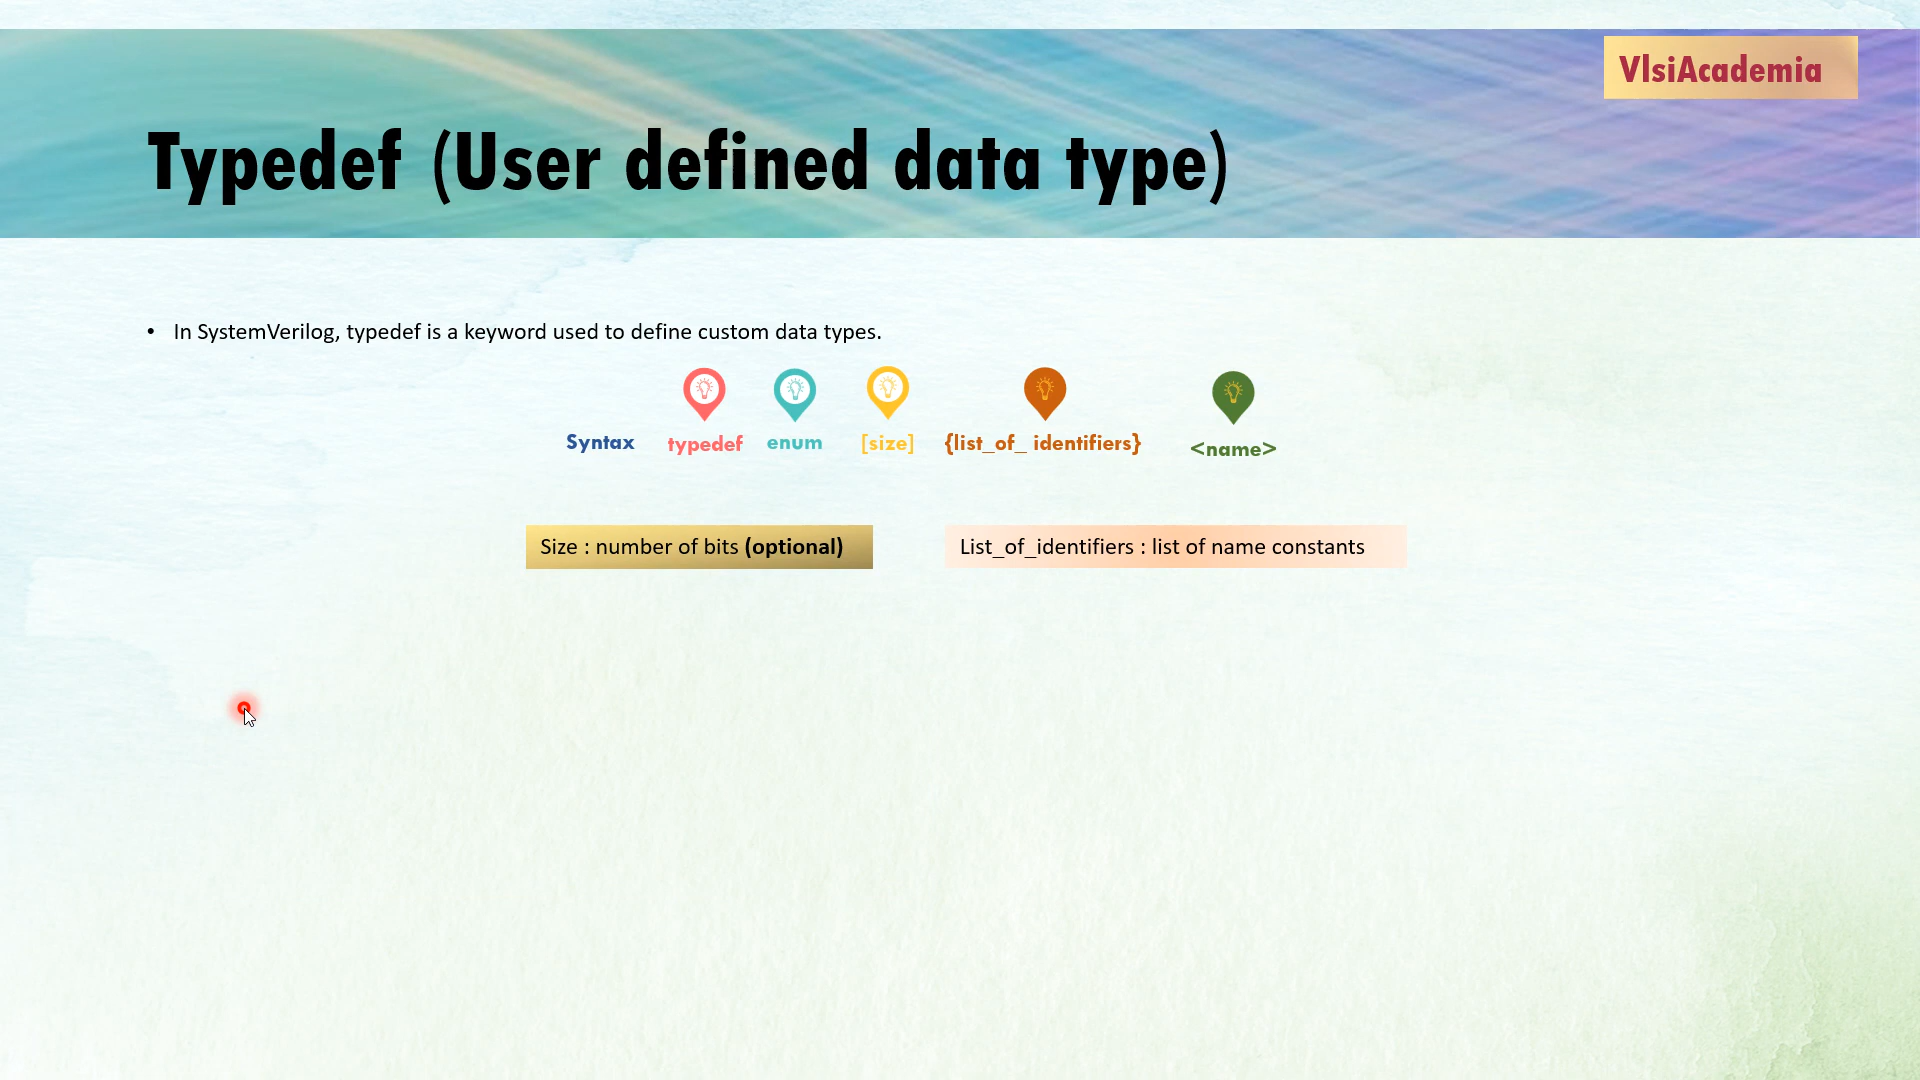 VlsiAcademia
Typedef (User defined data type)
• In SystemVerilog, typedef is a keyword used to define custom data types.
Syntax typedef enum [size] {list_of_ identifiers} <name>
Size : number of bits (optional) List_of_identifiers : list of name constants